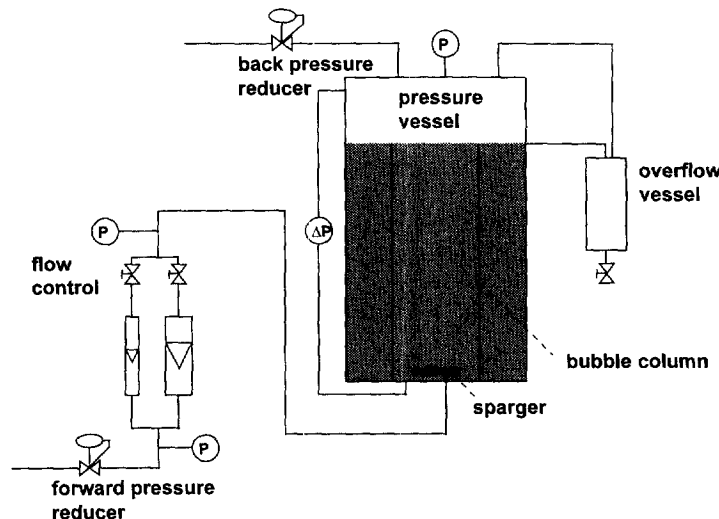 back pressure
reducer
P
pressure
vessel
overflow
vessel
P
ΔP
flow
control
bubble column
sparger
P
forward pressure
reducer